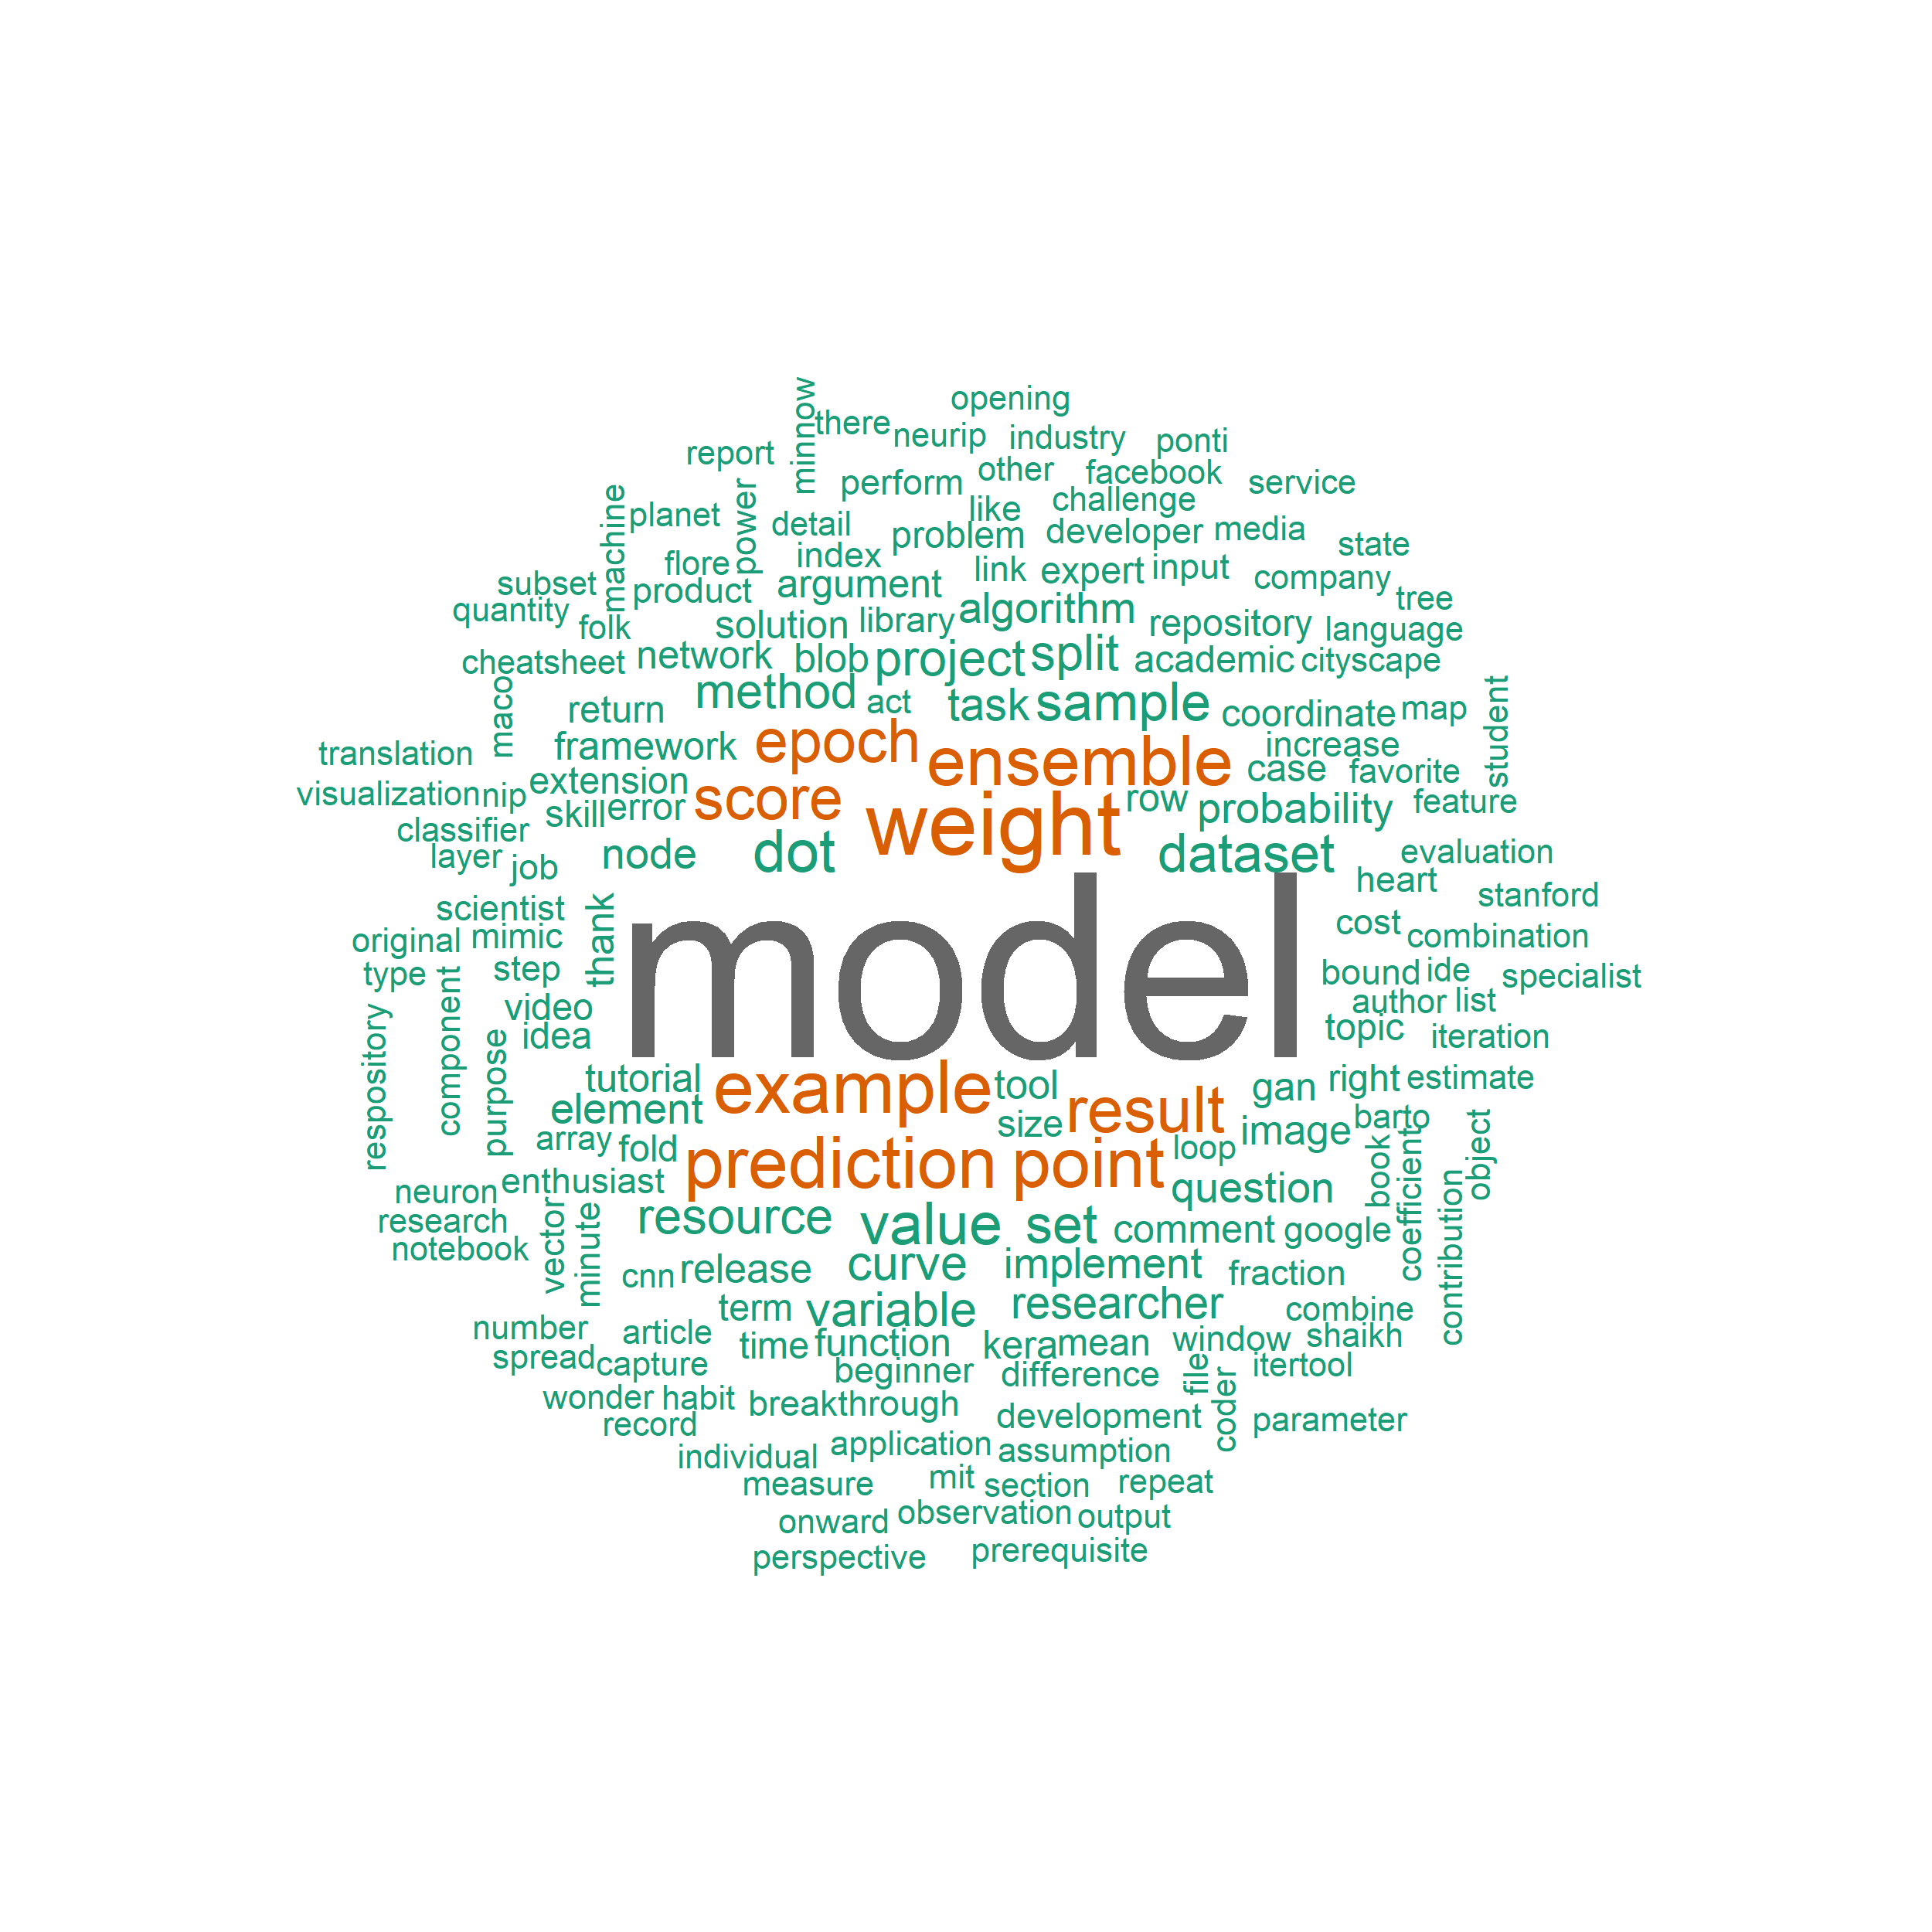 opening
minnow
there
neurip
industry
ponti
report
other
facebook
perform
service
machine
planet
power
detail
like
challenge
problem
developer
media
state
flore
index
link
expert
input
company
subset
product
argument
tree
quantity
folk
solution
library
algorithm
repository
language
cheatsheet
network
blob
project
split
academic
cityscape
maco
method
act
task
sample
coordinate
map
student
return
translation
framework
epoch
ensemble
increase
case
favorite
visualization
nip
extension
skill
error
score
weight
row
probability
feature
classifier
layer
job
node
dot
dataset
evaluation
heart
stanford
scientist
original
mimic
thank
model
cost
combination
type
step
bound
ide
specialist
component
video
author
list
respository
purpose
idea
topic
iteration
tutorial
example
tool
gan
right
estimate
element
size
result
image
barto
object
array
fold
prediction
point
loop
book
coefficient
neuron
enthusiast
question
contribution
research
vector
minute
resource
value
set
comment
google
notebook
cnn
release
curve
implement
fraction
term
variable
researcher
combine
number
article
time
function
kera
mean
window
shaikh
spread
capture
beginner
difference
file
coder
itertool
wonder
habit
breakthrough
development
parameter
record
individual
application
assumption
measure
mit
section
repeat
onward
observation
output
perspective
prerequisite